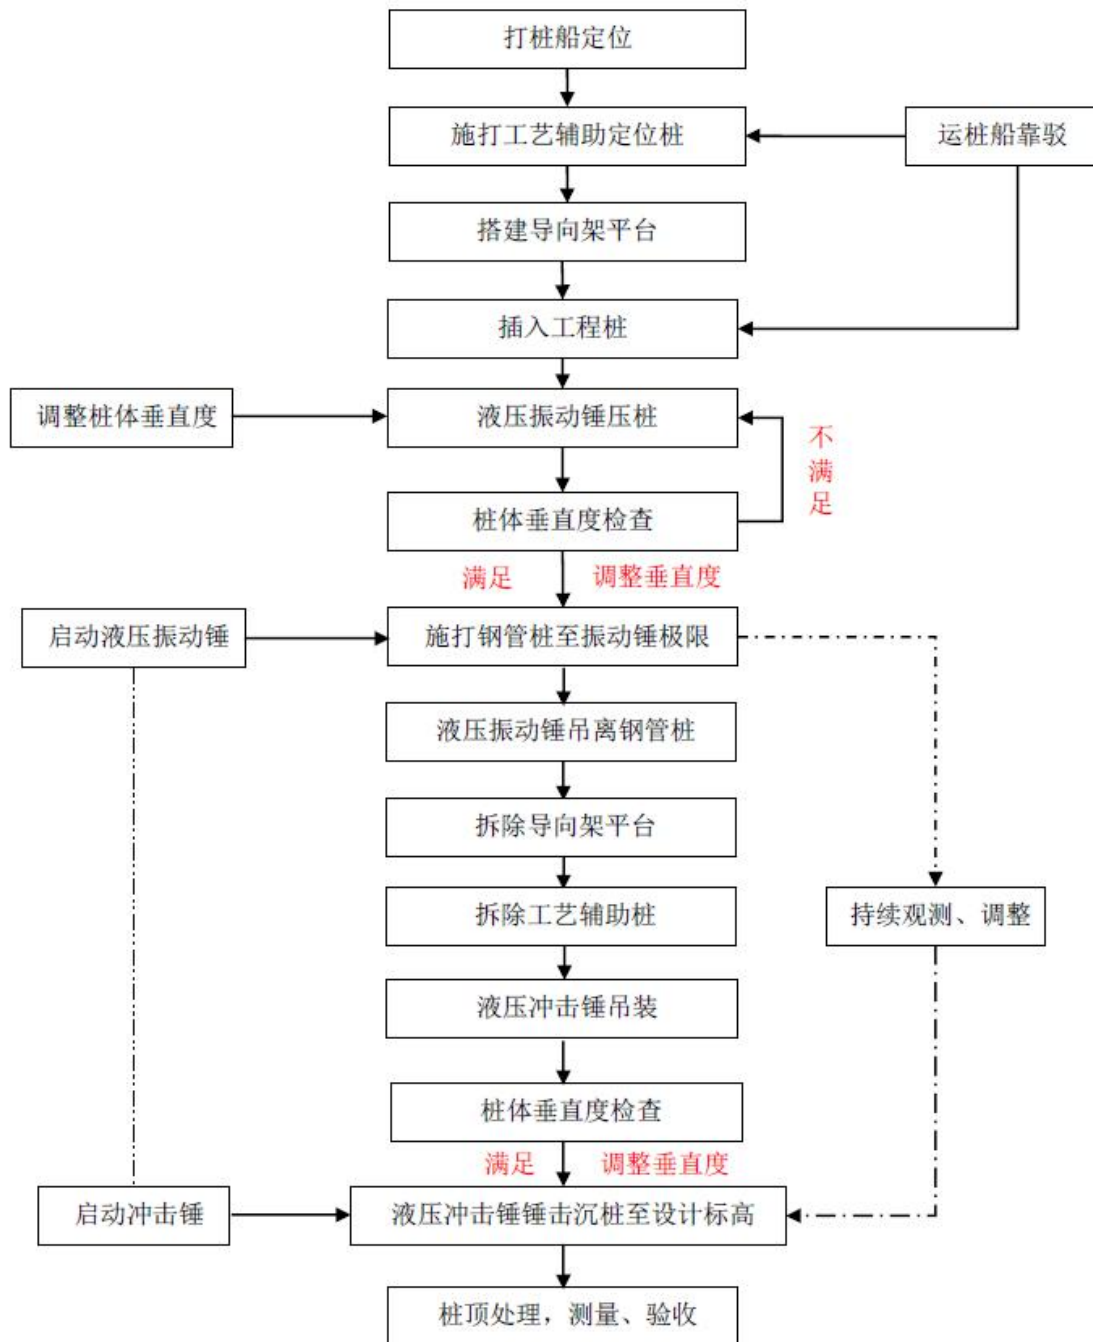 打桩船定位
施打工艺辅助定位桩
运桩船靠驳
搭建导向架平台
插入工程桩
调整桩体垂直度
液压振动锤压桩
不
满
足
桩体垂直度检查
满足
调整垂直度
启动液压振动锤
施打钢管桩至振动锤极限
液压振动锤吊离钢管桩
拆除导向架平台
拆除工艺辅助桩
持续观测、调整
液压冲击锤吊装
桩体垂直度检查
满足
调整垂直度
启动冲击锤
液压冲击锤锤击沉桩至设计标高
桩顶处理，测量、验收